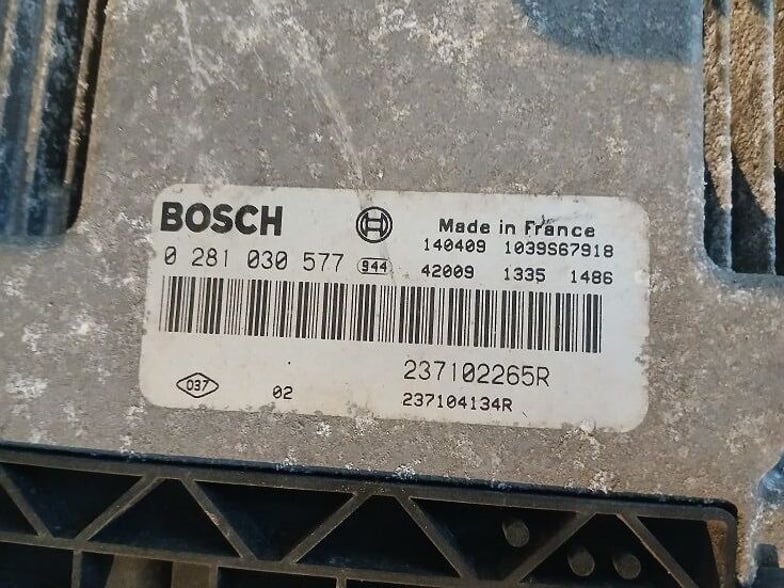 BOSCH
Made in France
140409 1039S67918
0 281 030 577 944 42009 1335 1486
237102265R
037 02 237104134R